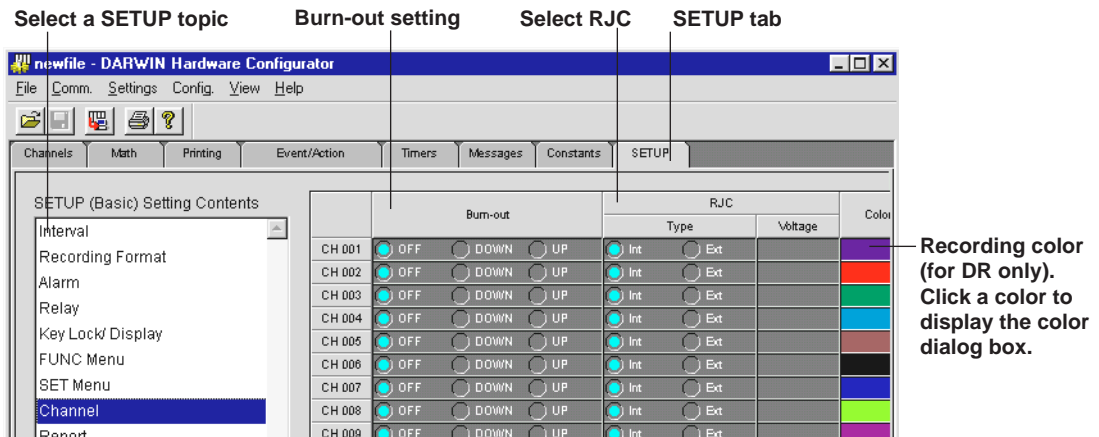 Select a SETUP topic Burn-out setting Select RJC SETUP tab
newfile - DARWIN Hardware Configurator
File Comm. Settings Config. View Help
Channels Math Printing Event/Action Timers Messages Constants SETUP
SETUP (Basic) Setting Contents
Interval
Recording Format
Alarm
Relay
Key Lock/ Display
FUNC Menu
SET Menu
Channel
Report
Burn-out RJC Color
Type Voltage
CH 001 OFF DOWN UP Int Ext
CH 002 OFF DOWN UP Int Ext
CH 003 OFF DOWN UP Int Ext
CH 004 OFF DOWN UP Int Ext
CH 005 OFF DOWN UP Int Ext
CH 006 OFF DOWN UP Int Ext
CH 007 OFF DOWN UP Int Ext
CH 008 OFF DOWN UP Int Ext
CH 009 OFF DOWN UP Int Ext
Recording color
(for DR only).
Click a color to
display the color
dialog box.